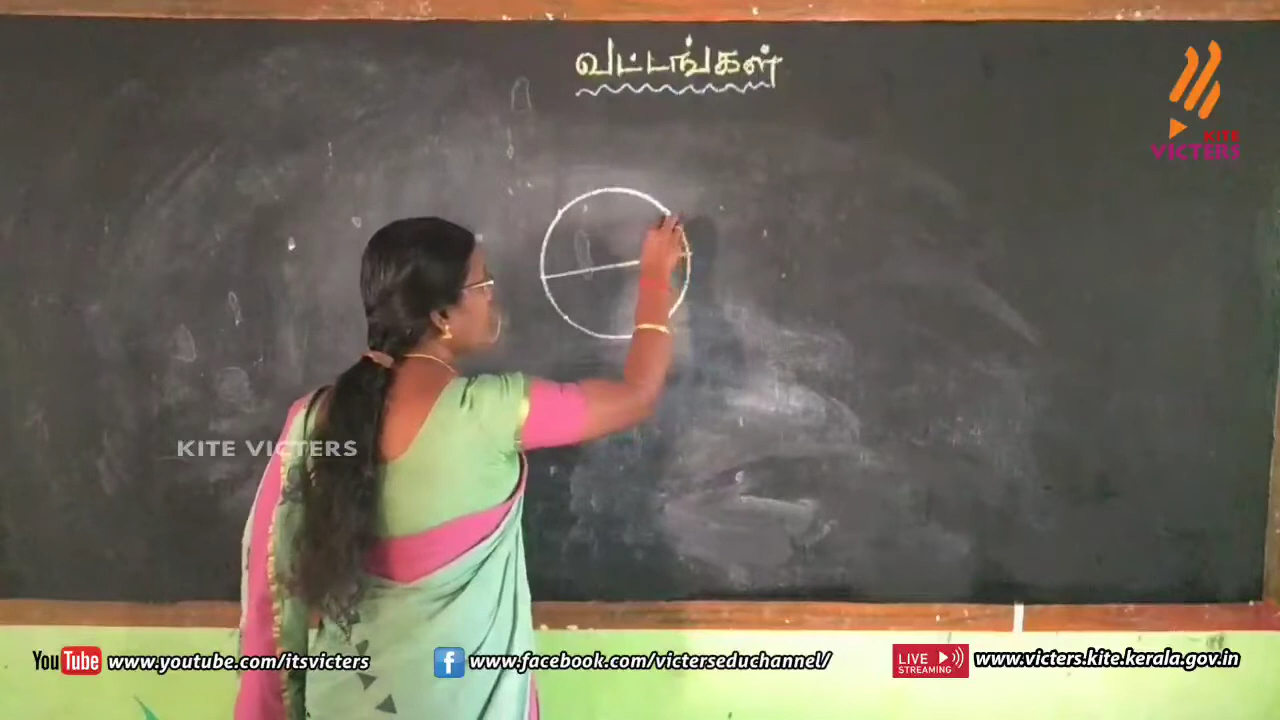 வட்டங்கள்
KITE
VICTERS
KITE VICTERS
YouTube www.youtube.com/itsvicters
f www.facebook.com/victerseduchannel/
LIVE STREAMING www.victers.kite.kerala.gov.in